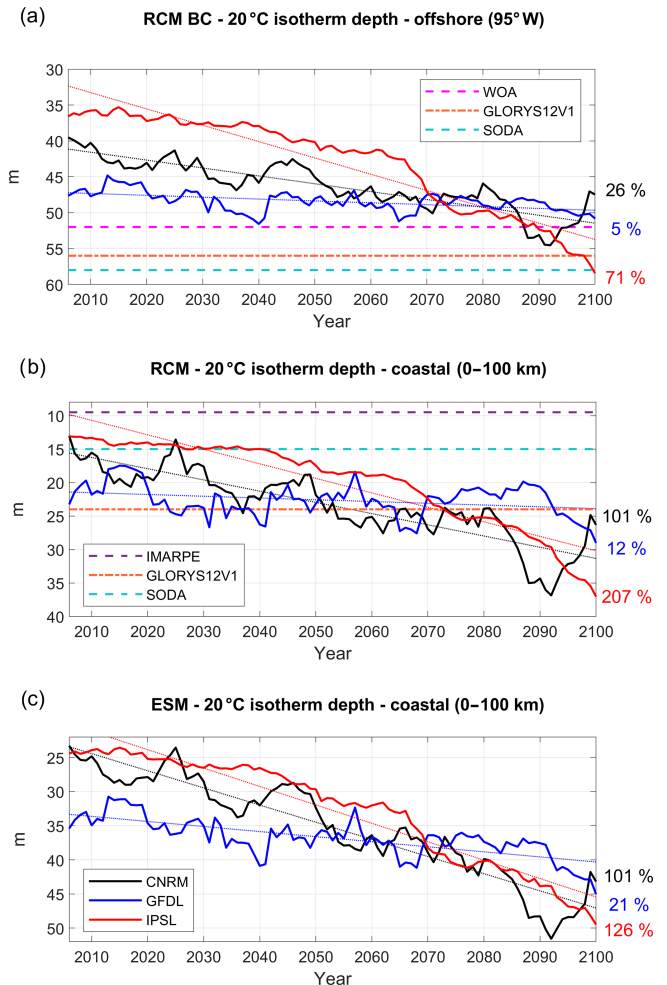 (a)
RCM BC - 20 °C isotherm depth - offshore (95° W)
30
35
40
45
50
55
60
m
WOA
GLORYS12V1
SODA
26 %
5 %
71 %
2010 2020 2030 2040 2050 2060 2070 2080 2090 2100
Year
(b)
RCM - 20 °C isotherm depth - coastal (0–100 km)
10
15
20
25
30
35
40
m
IMARPE
GLORYS12V1
SODA
101 %
12 %
207 %
2010 2020 2030 2040 2050 2060 2070 2080 2090 2100
Year
(c)
ESM - 20 °C isotherm depth - coastal (0–100 km)
25
30
35
40
45
50
m
CNRM
GFDL
IPSL
101 %
21 %
126 %
2010 2020 2030 2040 2050 2060 2070 2080 2090 2100
Year